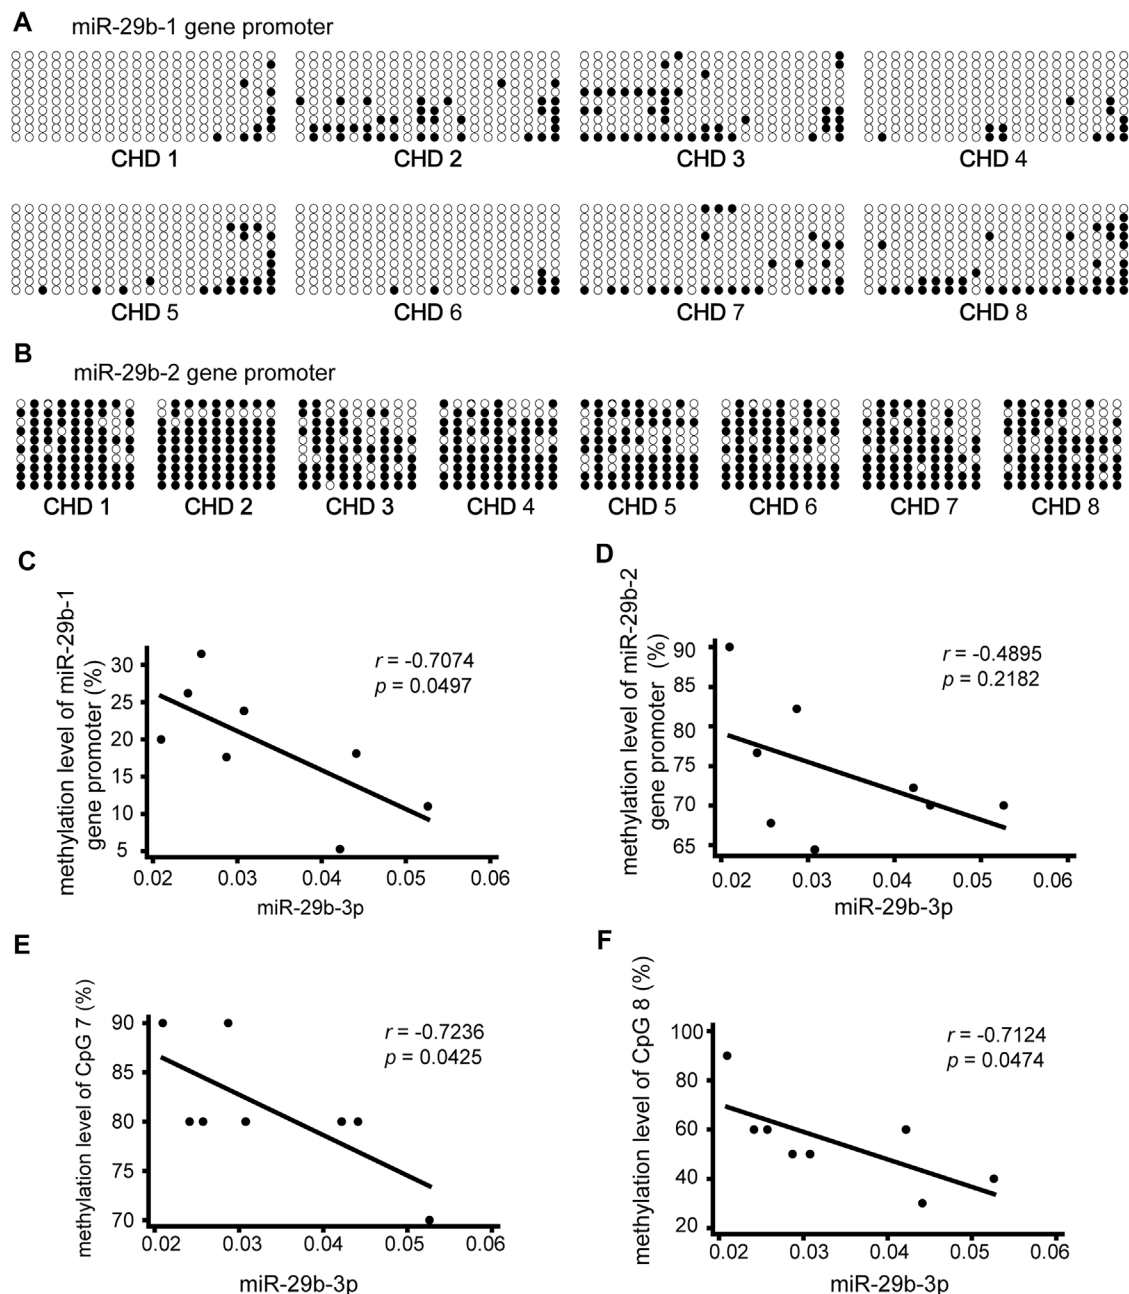 A
miR-29b-1 gene promoter
CHD 1
CHD 2
CHD 3
CHD 4
CHD 5
CHD 6
CHD 7
CHD 8
B
miR-29b-2 gene promoter
CHD 1
CHD 2
CHD 3
CHD 4
CHD 5
CHD 6
CHD 7
CHD 8
C
methylation level of miR-29b-1
gene promoter (%)
30
25
20
15
10
5
r = -0.7074
p = 0.0497
0.02 0.03 0.04 0.05 0.06
miR-29b-3p
D
methylation level of miR-29b-2
gene promoter (%)
90
85
80
75
70
65
r = -0.4895
p = 0.2182
0.02 0.03 0.04 0.05 0.06
miR-29b-3p
E
methylation level of CpG 7 (%)
90
85
80
75
70
r = -0.7236
p = 0.0425
0.02 0.03 0.04 0.05 0.06
miR-29b-3p
F
methylation level of CpG 8 (%)
100
80
60
40
20
r = -0.7124
p = 0.0474
0.02 0.03 0.04 0.05 0.06
miR-29b-3p